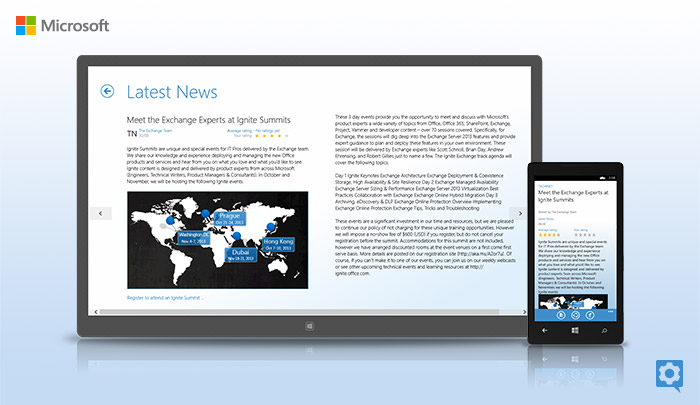 Microsoft
Latest News
Meet the Exchange Experts at Ignite Summits
TN The Exchange Team
10/08
Average rating - No ratings yet
Your rating:
Ignite Summits are unique and special events for IT Pros delivered by the Exchange team.
We share our knowledge and experience deploying and managing the new Office
products and services and hear from you on what you love and what you'd like to see
Ignite content is designed and delivered by product experts from across Microsoft
(Engineers, Technical Writers, Product Managers & Consultants). In October and
November, we will be hosting the following Ignite events.
Prague
Oct 22-24, 2013
Washington, D.C.
Nov 4-7, 2013
Hong Kong
Oct 7-10, 2013
Dubai
Nov 18-21, 2013
Register to attend an Ignite Summit ...
These 3 day events provide you the opportunity to meet and discuss with Microsoft's
product experts a wide variety of topics from Office, Office 365, SharePoint, Exchange,
Project, Yammer and developer content – over 70 sessions covered. Specifically, for
Exchange, the sessions will dig deep into the Exchange Server 2013 features and provide
expert guidance to plan and deploy these features in your own environment. These
session will be delivered by Exchange experts like Scott Schnoll, Brian Day, Andrew
Ehrensing, and Robert Gillies just to name a few. The Ignite Exchange track agenda will
cover the following topics.
Day 1 Ignite Keynotes Exchange Architecture Exchange Deployment & Coexistence
Storage, High Availability & Site Resilience Day 2 Exchange Managed Availability
Exchange Server Sizing & Performance Exchange Server 2013 Virtualization Best
Practices Collaboration with Exchange Online Hybrid Migration Day 3
Archiving, eDiscovery & DLF Exchange Online Protection Overview Implementing
Exchange Online Protection Exchange Tips, Tricks and Troubleshooting
These events are a significant investment in our time and resources, but we are pleased
to continue our policy of not charging for these unique training opportunities. However
we will impose a no-show fee of $600 (USD) if you register but do not cancel your
registration before the summit. Accommodations for this summit are not included,
however we have arranged discounted rooms at the event venues on a first come first
serve basis. More details are posted on our registration site (http://aka.ms/ Of
course, if you can't make it to one of our events, you can join us on our weekly webcasts
or see other upcoming technical events and learning resources at http://
ignite.office.com.
TECHNET
Meet the Exchange Experts at
Ignite Summits
Posted by The Exchange Team
Latest News
Average rating
Your rating
Ignite Summits are unique and special
events for IT Pros delivered by the
Exchange team. We share our knowledge
and experience deploying and managing
the new Office products and services and
hear from you on what you love and
what you'd like to see. Ignite content is
designed and delivered by product
experts from across Microsoft (Engineers,
Technical Writers, Product Managers &
Consultants). In October and November,
we will be hosting the following Ignite
events